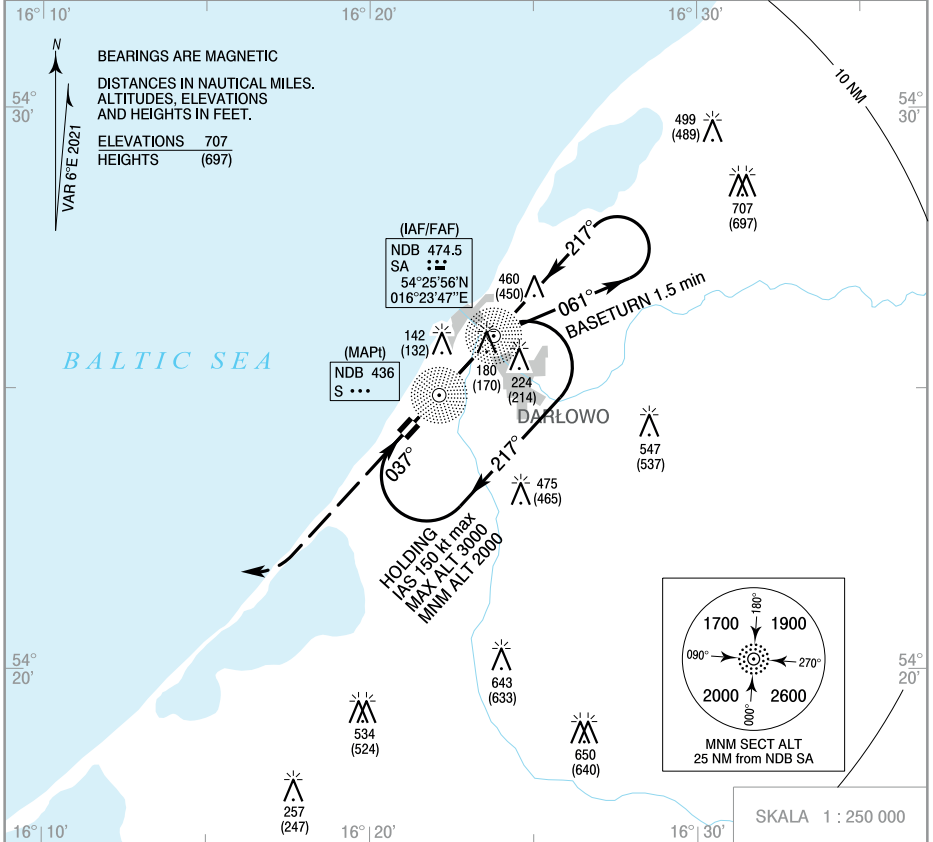 16° 10'
16° 20'
16° 30'
N
VAR 6°E 2021
BEARINGS ARE MAGNETIC
DISTANCES IN NAUTICAL MILES.
ALTITUDES, ELEVATIONS
AND HEIGHTS IN FEET.
ELEVATIONS 707
HEIGHTS (697)
10 NM
54°
30'
54°
30'
499
(489)
707
(697)
(IAF/FAF)
NDB 474.5
SA
54°25'56"N
016°23'47"E
217°
460
(450)
061°
BASETURN 1.5 min
142
(132)
BALTIC SEA
(MAPt)
NDB 436
S
180
(170)
224
(214)
DARŁOWO
547
(537)
037°
217°
475
(465)
HOLDING
IAS 150 kt max
MAX ALT 3000
MNM ALT 2000
643
(633)
534
(524)
650
(640)
257
(247)
180°
1700 1900
090° 270°
2000 2600
000°
MNM SECT ALT
25 NM from NDB SA
54°
20'
54°
20'
SKALA 1 : 250 000
16° 10'
16° 20'
16° 30'